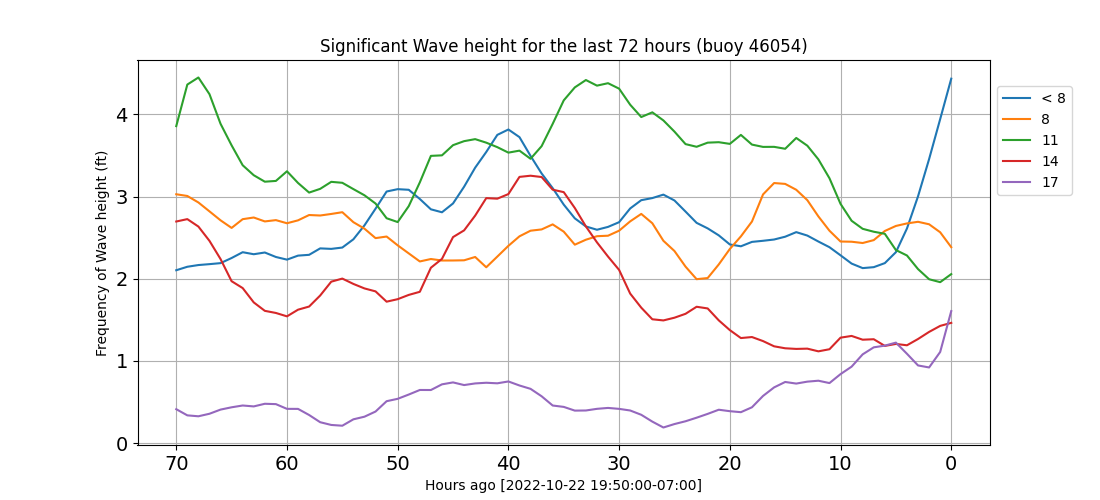 Significant Wave height for the last 72 hours (buoy 46054)
Frequency of Wave height (ft)
4
3
2
1
0
70 60 50 40 30 20 10 0
Hours ago [2022-10-22 19:50:00-07:00]
< 8
8
11
14
17